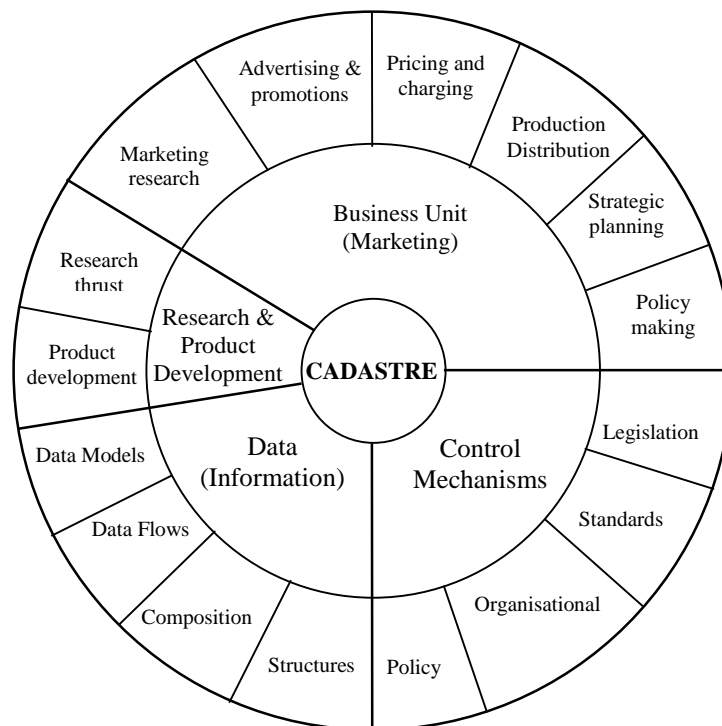 Advertising &
promotions
Pricing and
charging
Production
Distribution
Strategic
planning
Policy
making
Marketing
research
Business Unit
(Marketing)
Research
thrust
Product
development
Research &
Product
Development
CADASTRE
Data
(Information)
Control
Mechanisms
Legislation
Standards
Organisational
Policy
Data Models
Data Flows
Composition
Structures